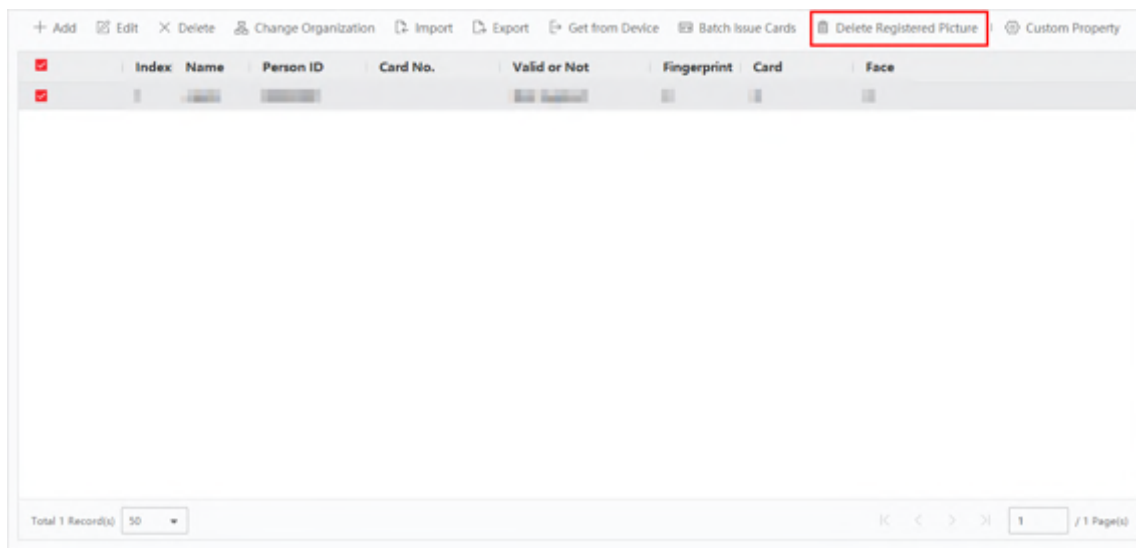 Add Edit Delete Change Organization Import Export Get from Device Batch Issue Cards Delete Registered Picture Custom Property
Index Name Person ID Card No. Valid or Not Fingerprint Card Face
Total 1 Record(s) 50 1 / 1 Page(s)